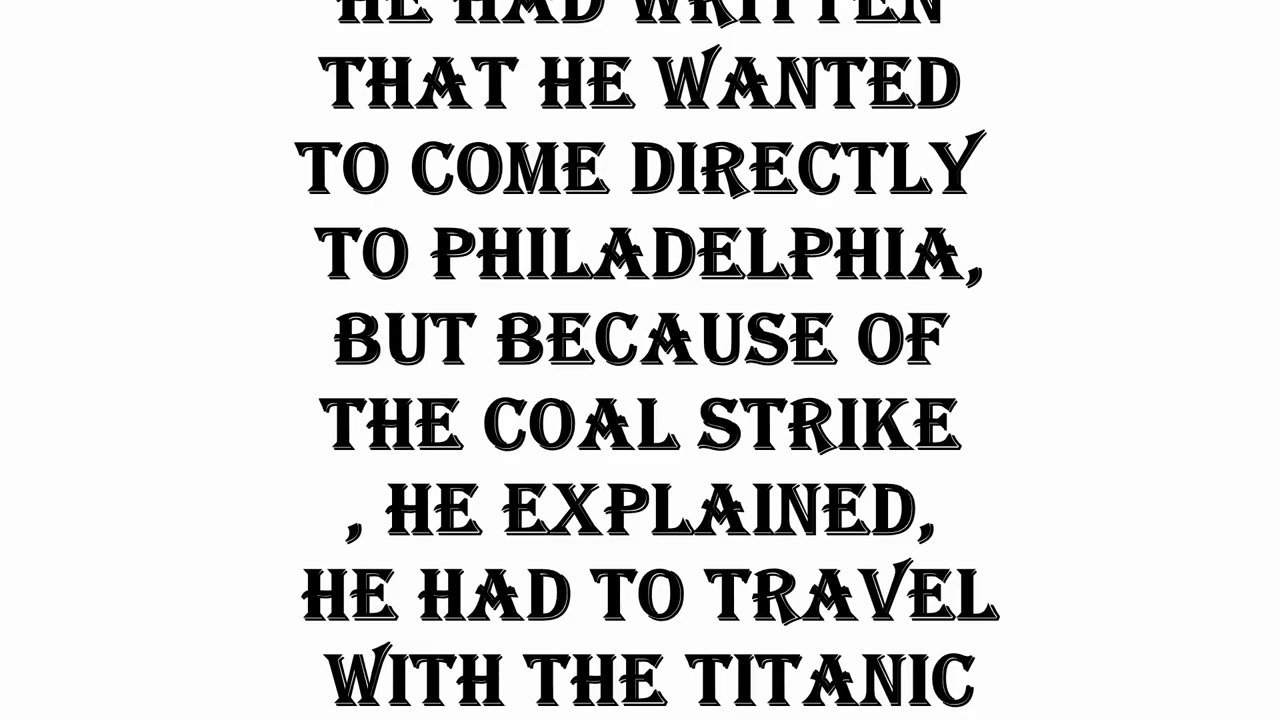 HE HAD WRITTEN
THAT HE WANTED
TO COME DIRECTLY
TO PHILADELPHIA,
BUT BECAUSE OF
THE COAL STRIKE
, HE EXPLAINED,
HE HAD TO TRAVEL
WITH THE TITANIC